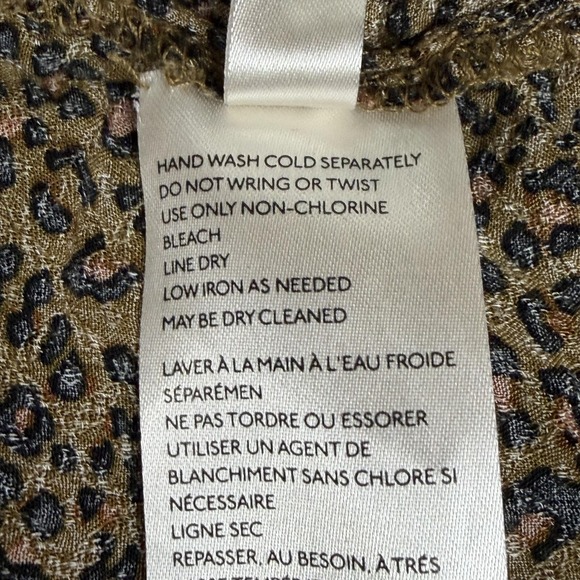 HAND WASH COLD SEPARATELY
DO NOT WRING OR TWIST
USE ONLY NON-CHLORINE
BLEACH
LINE DRY
LOW IRON AS NEEDED
MAY BE DRY CLEANED
LAVER À LA MAIN À L'EAU FROIDE
SÉPARÉMEN
NE PAS TORDRE OU ESSORER
UTILISER UN AGENT DE
BLANCHIMENT SANS CHLORE SI
NÉCESSAIRE
LIGNE SEC
REPASSER, AU BESOIN, À TRÉS